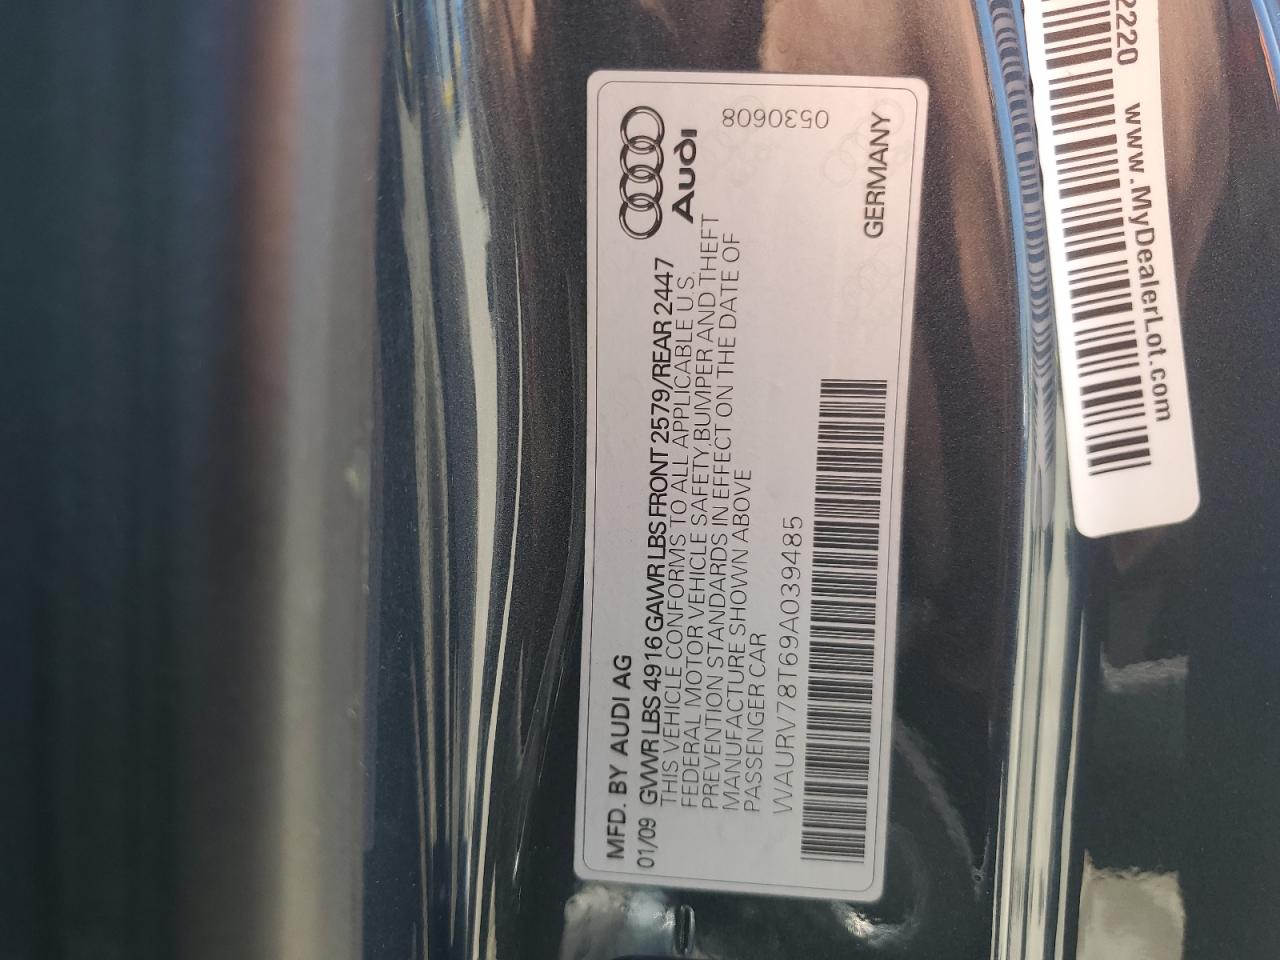 MFD. BY AUDI AG
01/09 GVWR LBS 4916 GAWR LBS FRONT 2579/REAR 2447
THIS VEHICLE CONFORMS TO ALL APPLICABLE U.S.
FEDERAL MOTOR VEHICLE SAFETY, BUMPER AND THEFT
PREVENTION STANDARDS IN EFFECT ON THE DATE OF
MANUFACTURE SHOWN ABOVE
PASSENGER CAR
WAURV78T69A039485
Audi
0530608
GERMANY
2220
www.MyDealerLot.com